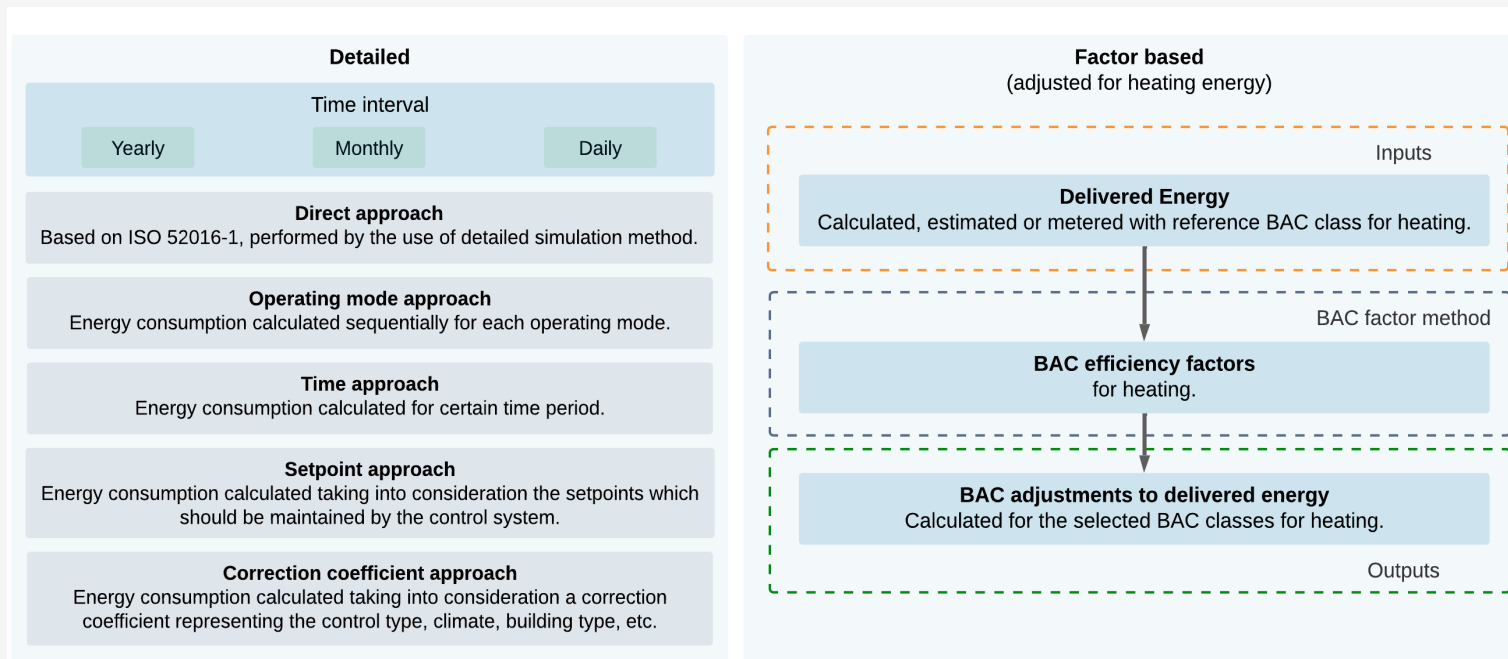 Detailed
Time interval
Yearly
Monthly
Daily
Direct approach
Based on ISO 52016-1, performed by the use of detailed simulation method.
Operating mode approach
Energy consumption calculated sequentially for each operating mode.
Time approach
Energy consumption calculated for certain time period.
Setpoint approach
Energy consumption calculated taking into consideration the setpoints which
should be maintained by the control system.
Correction coefficient approach
Energy consumption calculated taking into consideration a correction
coefficient representing the control type, climate, building type, etc.
Factor based
(adjusted for heating energy)
Inputs
Delivered Energy
Calculated, estimated or metered with reference BAC class for heating.
BAC factor method
BAC efficiency factors
for heating.
BAC adjustments to delivered energy
Calculated for the selected BAC classes for heating.
Outputs